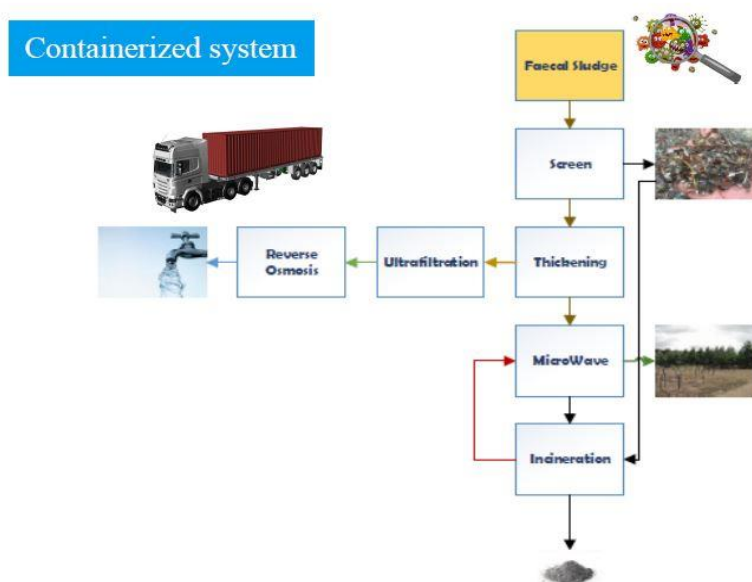 Containerized system
Faecal Sludge
Screen
Reverse
Osmosis
Ultrafiltration
Thickening
MicroWave
Incineration